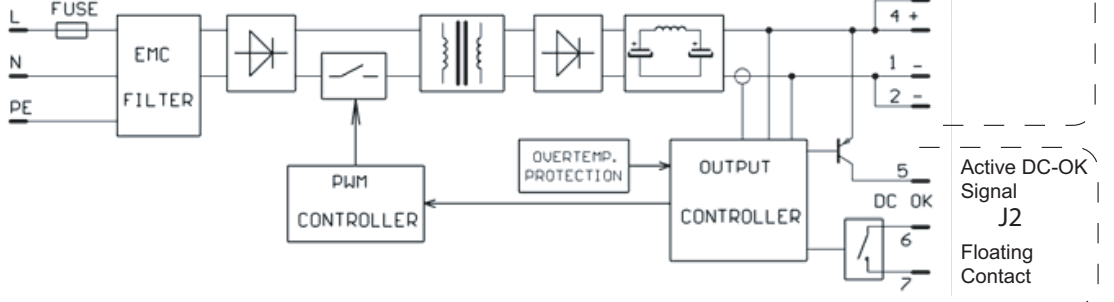 FUSE
L
4 +
EMC
FILTER
N
1 -
2 -
PE
OVERTEMP.
PROTECTION
OUTPUT
CONTROLLER
PWM
CONTROLLER
5
DC OK
6
7
Active DC-OK
Signal
J2
Floating
Contact